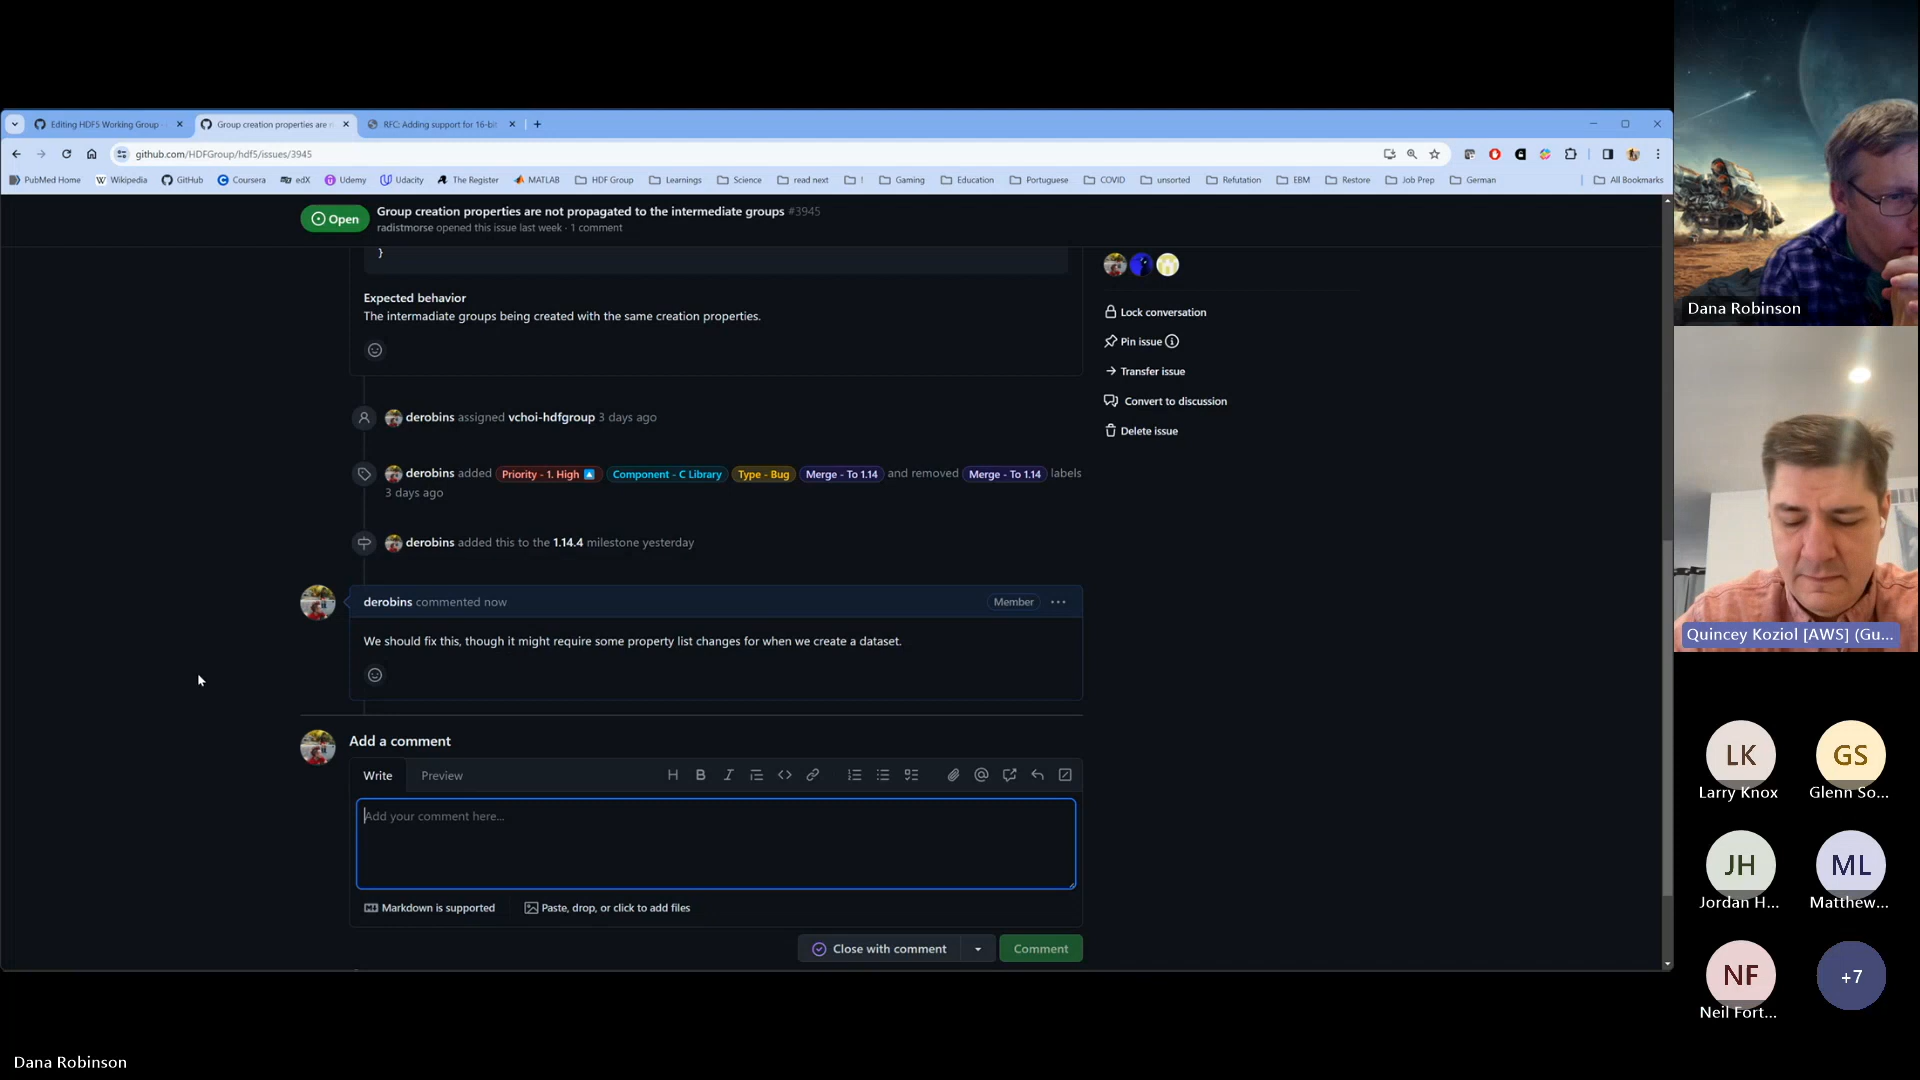 Editing HDF5 Working Group
Group creation properties are
RFC: Adding support for 16-bit
github.com/HDFGroup/hdf5/issues/3945
PubMed Home
Wikipedia
GitHub
Coursera
edX
Udemy
Udacity
The Register
MATLAB
HDF Group
Learnings
Science
read next
Gaming
Education
Portuguese
COVID
unsorted
Refutation
EBM
Restore
Job Prep
German
All Bookmarks
Open
Group creation properties are not propagated to the intermediate groups #3945
radistmorse opened this issue last week · 1 comment
}
Expected behavior
The intermadiate groups being created with the same creation properties.
Lock conversation
Pin issue
Transfer issue
Convert to discussion
Delete issue
derobins assigned vchoi-hdfgroup 3 days ago
derobins added Priority - 1. High Component - C Library Type - Bug Merge - To 1.14 and removed Merge - To 1.14 labels
3 days ago
derobins added this to the 1.14.4 milestone yesterday
derobins commented now
Member
We should fix this, though it might require some property list changes for when we create a dataset.
Add a comment
Write
Preview
Add your comment here...
Markdown is supported
Paste, drop, or click to add files
Close with comment
Comment
Dana Robinson
Quincey Koziol [AWS] (Gu...
LK
Larry Knox
GS
Glenn So...
JH
Jordan H...
ML
Matthew...
NF
Neil Fort...
+7
Dana Robinson